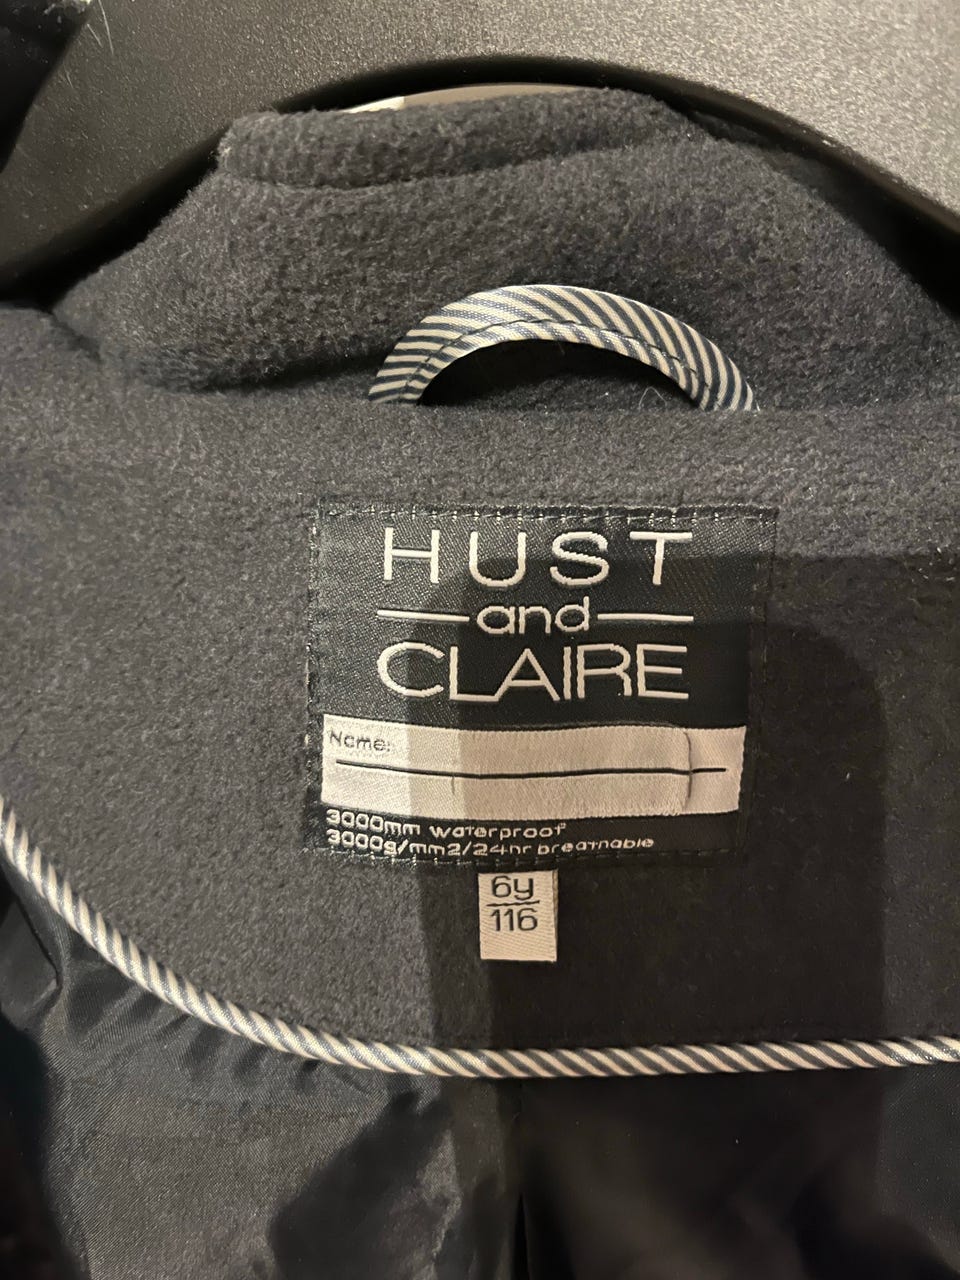 HUST
and
CLAIRE
Name:
3000mm waterproof
3000g/mm2/24hr breathable
6y
116